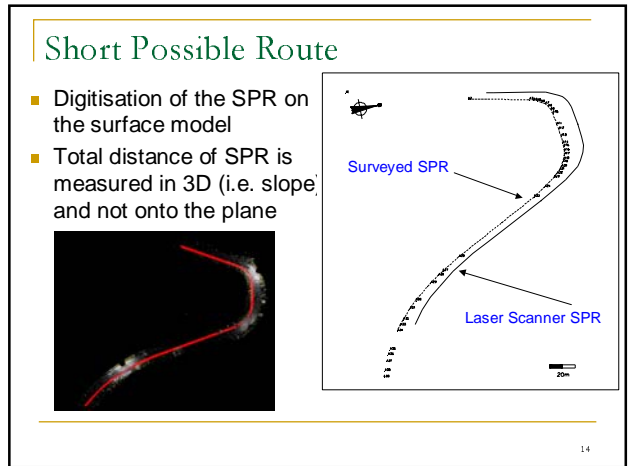 Short Possible Route
Digitisation of the SPR on
the surface model
Total distance of SPR is
measured in 3D (i.e. slope)
and not onto the plane
Surveyed SPR
Laser Scanner SPR
20m
14